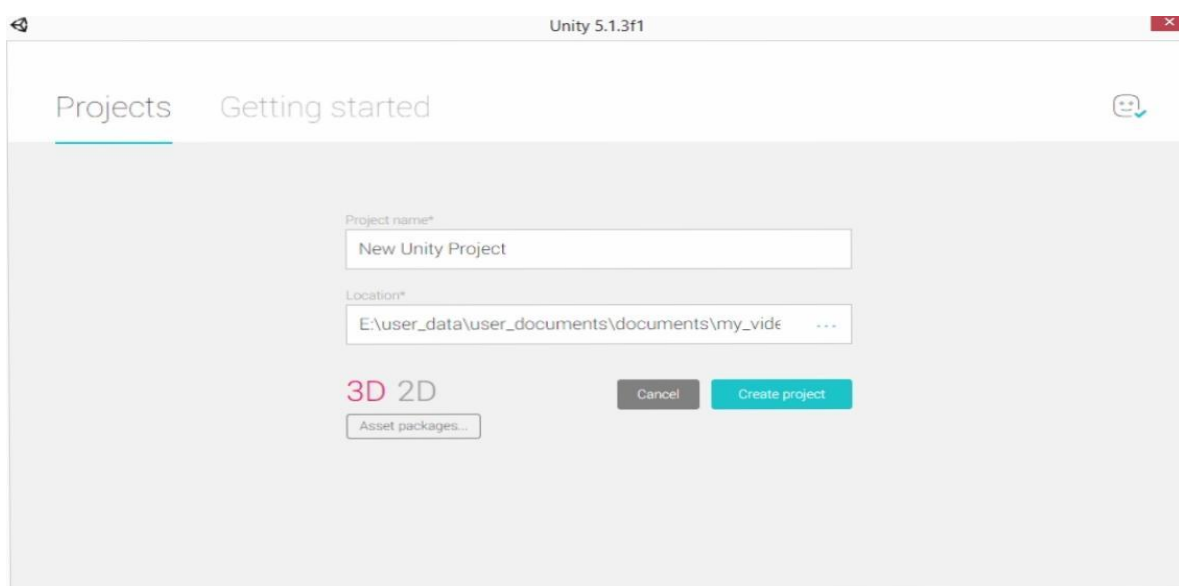 Unity 5.1.3f1
Projects Getting started
Project name*
New Unity Project
Location*
E:\user_data\user_documents\documents\my_vide ...
3D 2D
Cancel Create project
Asset packages...